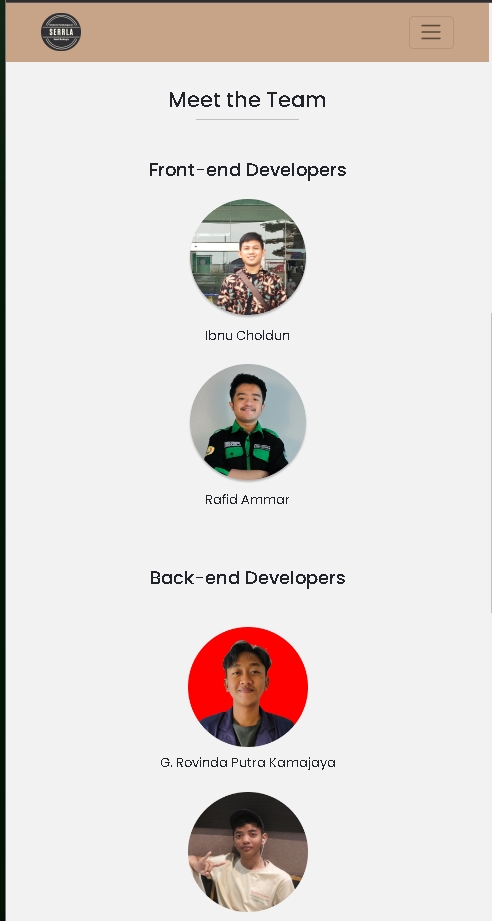 SERRLA
Meet the Team
Front-end Developers
Ibnu Choldun
Rafid Ammar
Back-end Developers
G. Rovinda Putra Kamajaya